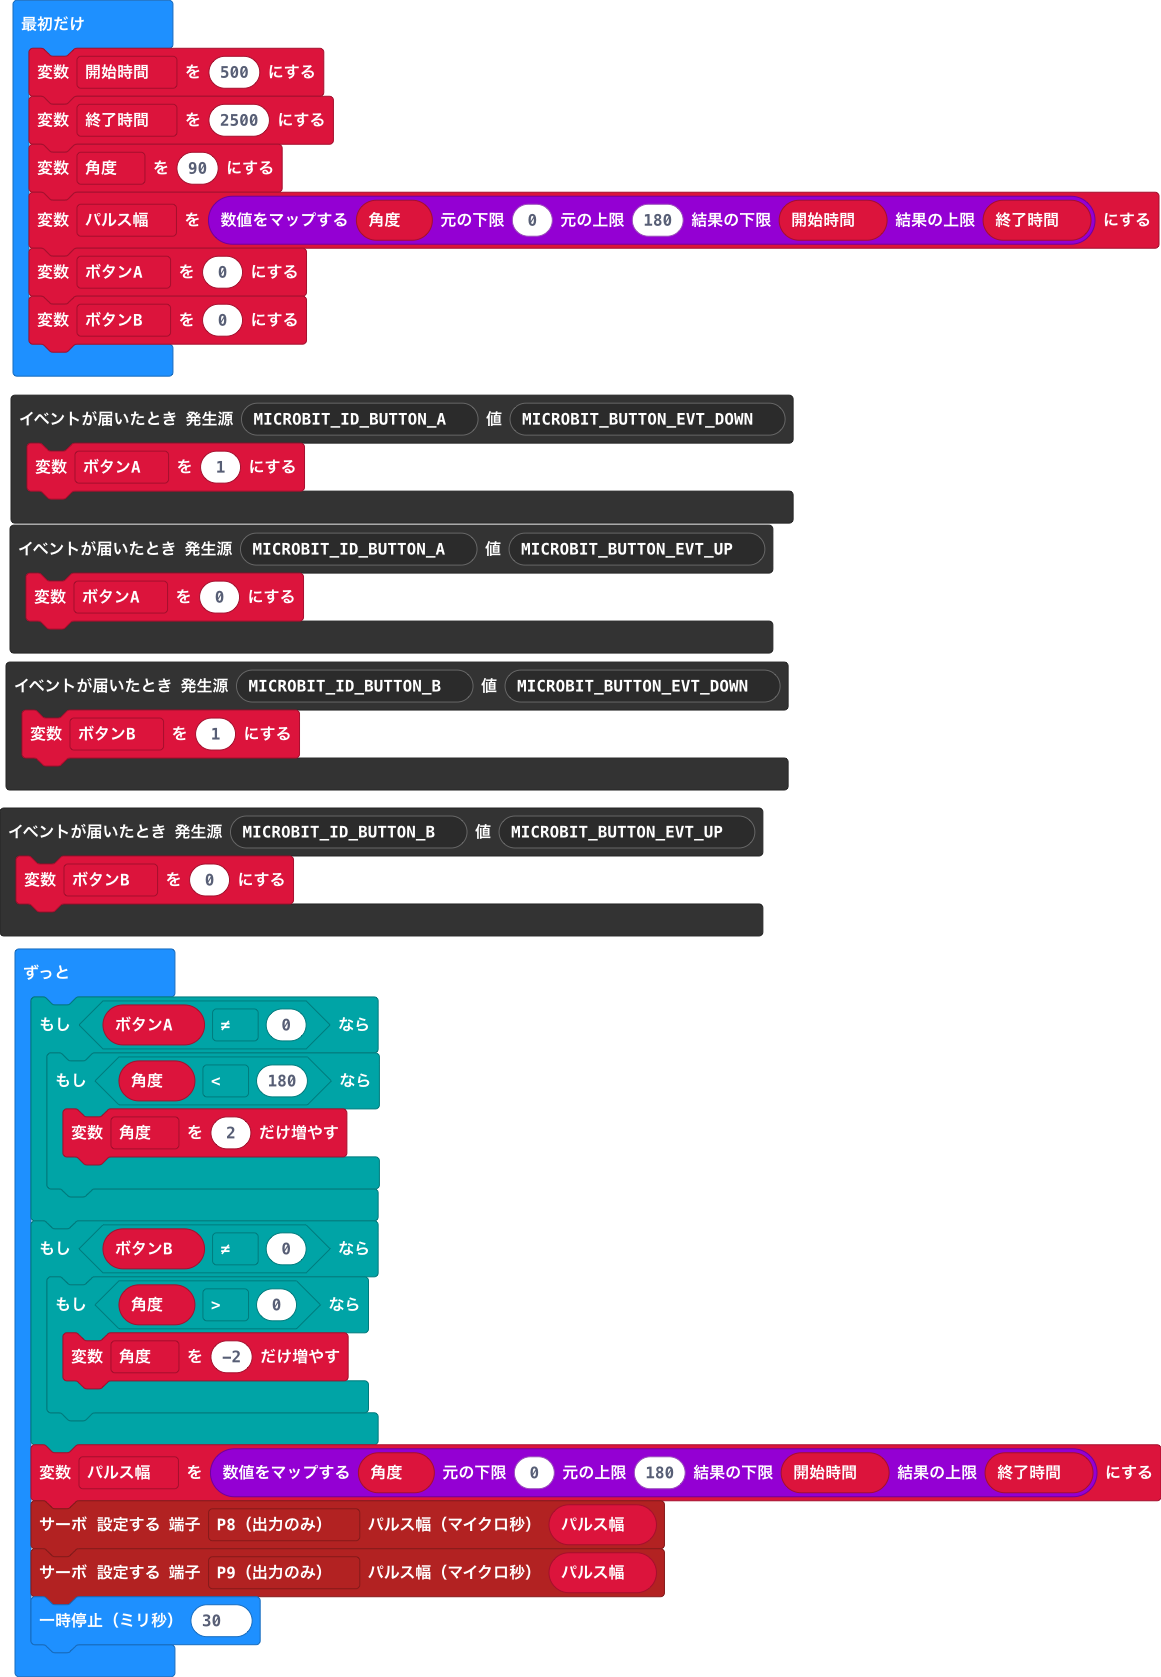 最初だけ
変数 開始時間 を 500 にする
変数 終了時間 を 2500 にする
変数 角度 を 90 にする
変数 パルス幅 を 数値をマップする 角度 元の下限 0 元の上限 180 結果の下限 開始時間 結果の上限 終了時間 にする
変数 ボタンA を 0 にする
変数 ボタンB を 0 にする
イベントが届いたとき 発生源 MICROBIT_ID_BUTTON_A 値 MICROBIT_BUTTON_EVT_DOWN
変数 ボタンA を 1 にする
イベントが届いたとき 発生源 MICROBIT_ID_BUTTON_A 値 MICROBIT_BUTTON_EVT_UP
変数 ボタンA を 0 にする
イベントが届いたとき 発生源 MICROBIT_ID_BUTTON_B 値 MICROBIT_BUTTON_EVT_DOWN
変数 ボタンB を 1 にする
イベントが届いたとき 発生源 MICROBIT_ID_BUTTON_B 値 MICROBIT_BUTTON_EVT_UP
変数 ボタンB を 0 にする
ずっと
もし ボタンA ≠ 0 なら
もし 角度 < 180 なら
変数 角度 を 2 だけ増やす
もし ボタンB ≠ 0 なら
もし 角度 > 0 なら
変数 角度 を −2 だけ増やす
変数 パルス幅 を 数値をマップする 角度 元の下限 0 元の上限 180 結果の下限 開始時間 結果の上限 終了時間 にする
サーボ 設定する 端子 P8（出力のみ） パルス幅（マイクロ秒） パルス幅
サーボ 設定する 端子 P9（出力のみ） パルス幅（マイクロ秒） パルス幅
一時停止（ミリ秒） 30